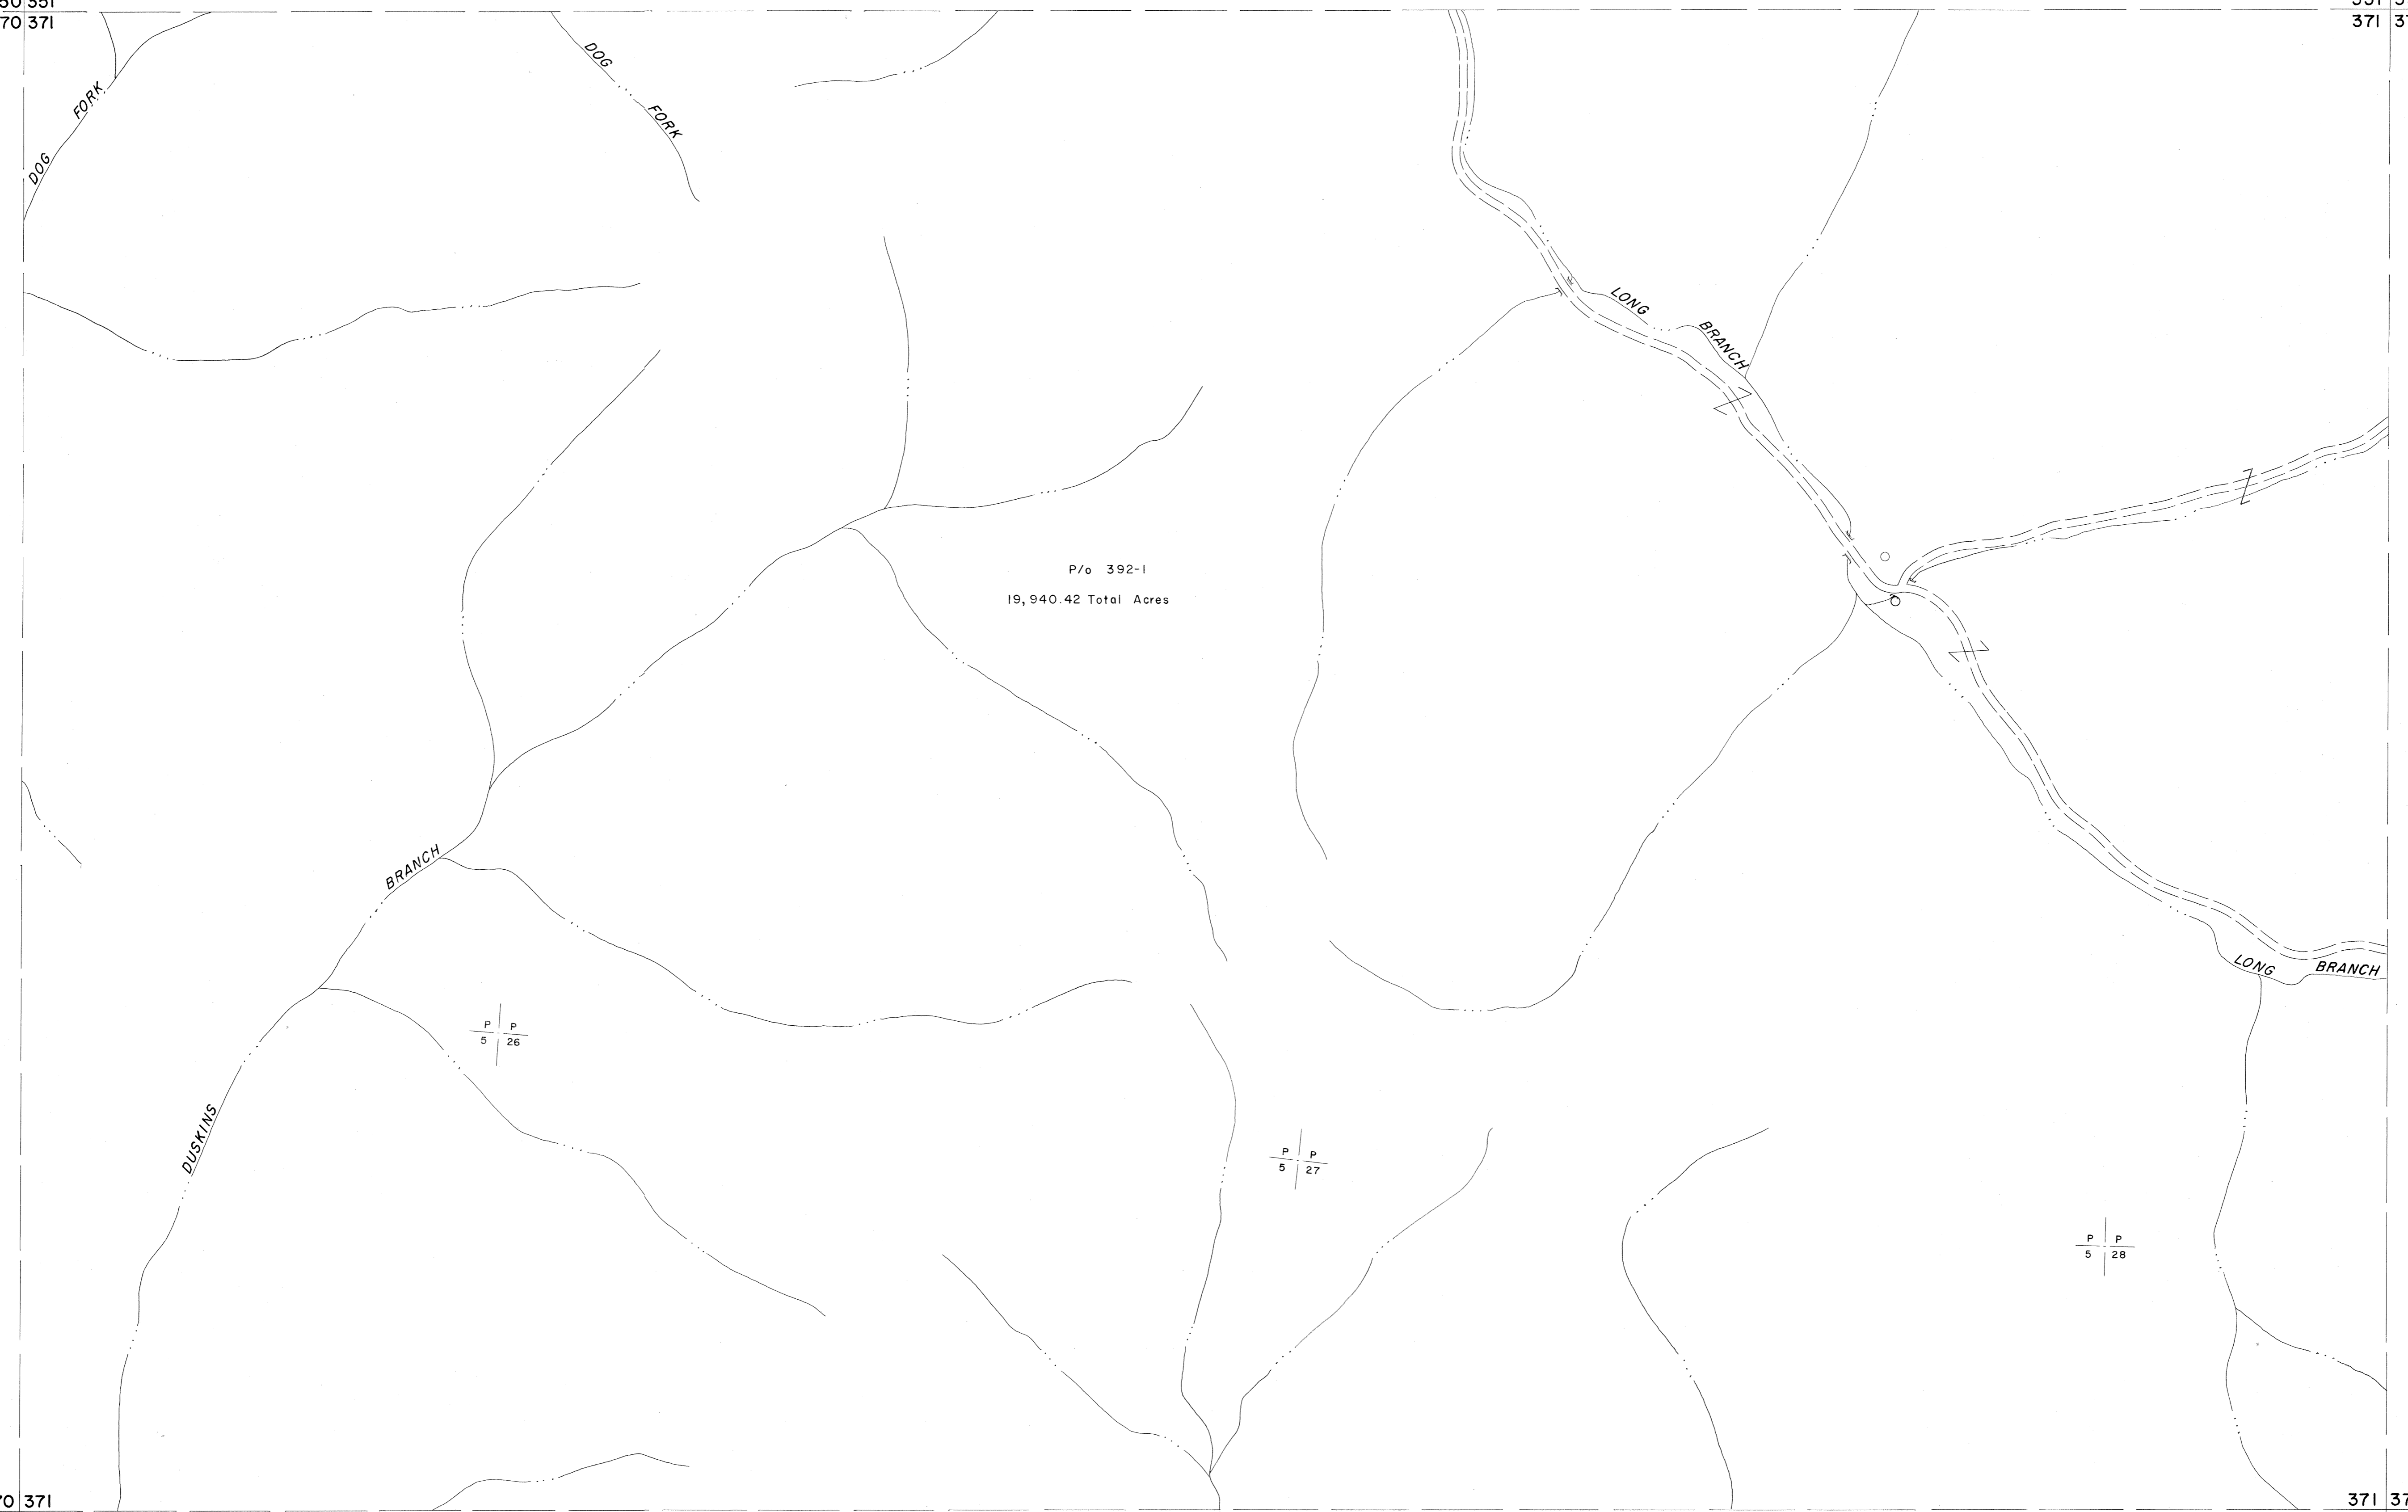 351
371
371
DOG FORK
DOG FORK
LONG BRANCH
P/o 392-1
19,940.42 Total Acres
BRANCH
LONG BRANCH
P P
5 26
DUSKINS
P P
5 27
P P
5 28
371
371